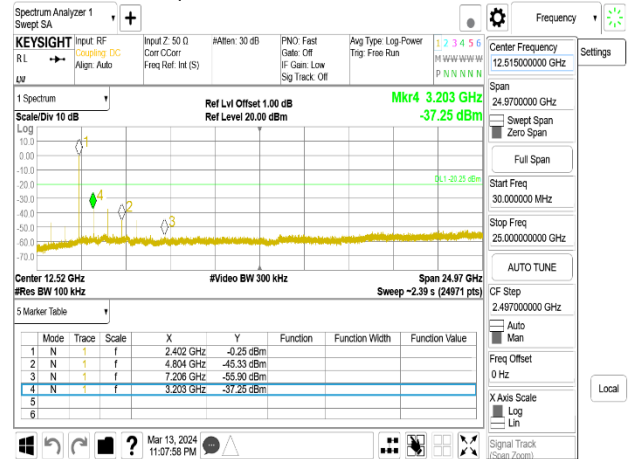 Spectrum Analyzer 1
Swept SA
+
Frequency
KEYSIGHT Input: RF Input Z: 50 Ω #Atten: 30 dB PNO: Fast Avg Type: Log-Power 1 2 3 4 5 6
RL Coupling: DC Corr CCorr Gate: Off Trig: Free Run M W W W W W
Align: Auto Freq Ref: Int (S) IF Gain: Low P N N N N N
Sig Track: Off
LXI
1 Spectrum Ref Lvl Offset 1.00 dB Mkr4 3.203 GHz
Scale/Div 10 dB Ref Level 20.00 dBm -37.25 dBm
Log
10.0
0.00
-10.0
-20.0
-30.0
-40.0
-50.0
-60.0
-70.0
1
4
2
3
DL1 -20.25 dBm
Center 12.52 GHz #Video BW 300 kHz Span 24.97 GHz
#Res BW 100 kHz Sweep ~2.39 s (24971 pts)
5 Marker Table
Mode Trace Scale X Y Function Function Width Function Value
1 N 1 f 2.402 GHz -0.25 dBm
2 N 1 f 4.804 GHz -45.33 dBm
3 N 1 f 7.206 GHz -55.90 dBm
4 N 1 f 3.203 GHz -37.25 dBm
5
6
Mar 13, 2024
11:07:58 PM
?
Center Frequency
12.515000000 GHz
Settings
Span
24.9700000 GHz
Swept Span
Zero Span
Full Span
Start Freq
30.000000 MHz
Stop Freq
25.000000000 GHz
AUTO TUNE
CF Step
2.497000000 GHz
Auto
Man
Freq Offset
0 Hz
X Axis Scale
Log
Lin
Local
Signal Track
(Span Zoom)